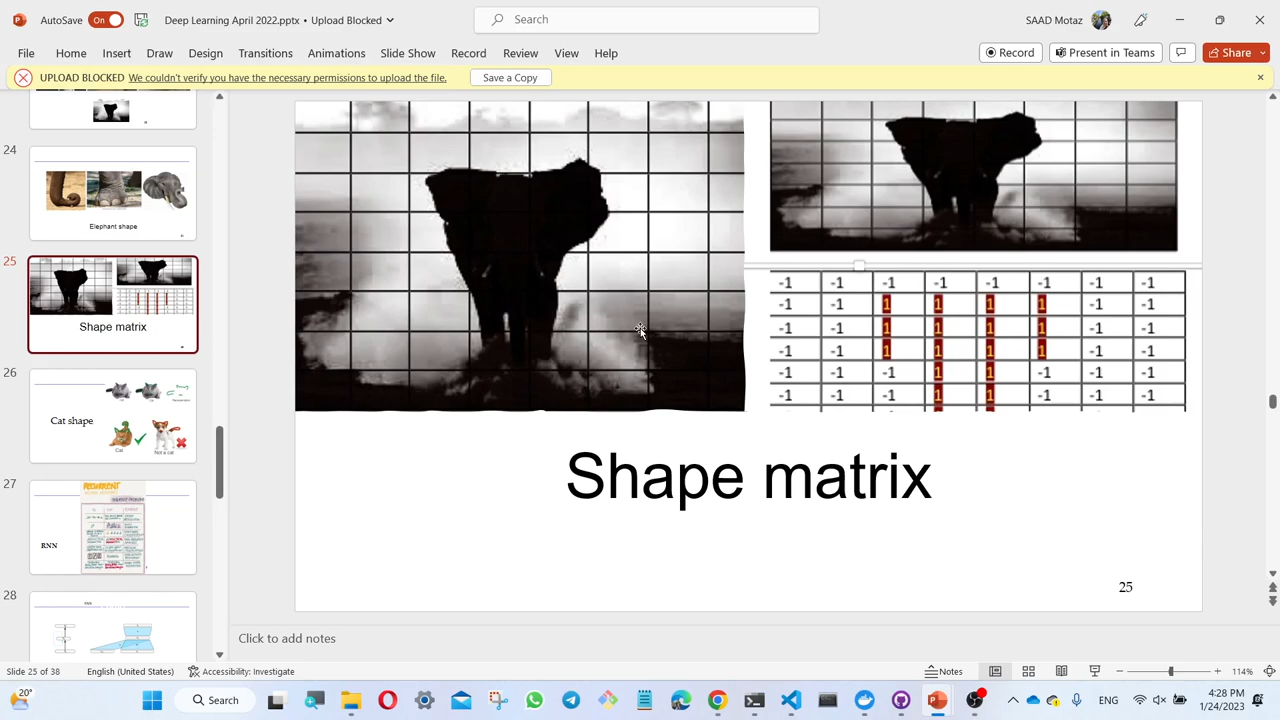 AutoSave On Deep Learning April 2022.pptx • Upload Blocked Search SAAD Motaz
File Home Insert Draw Design Transitions Animations Slide Show Record Review View Help Record Present in Teams Share
UPLOAD BLOCKED We couldn't verify you have the necessary permissions to upload the file. Save a Copy
24
Elephant shape
25
Shape matrix
26
Cat shape
Cat
Not a cat
27
RECURRENT
RNN
28
-1 -1 -1 -1 -1 -1 -1 -1
-1 -1 1 1 1 1 -1 -1
-1 -1 1 1 1 1 -1 -1
-1 -1 1 1 1 1 -1 -1
-1 -1 -1 1 1 -1 -1 -1
-1 -1 -1 1 1 -1 -1 -1
Shape matrix
25
Click to add notes
Slide 25 of 38 English (United States) Accessibility: Investigate Notes 114%
20° Search ENG 4:28 PM
1/24/2023